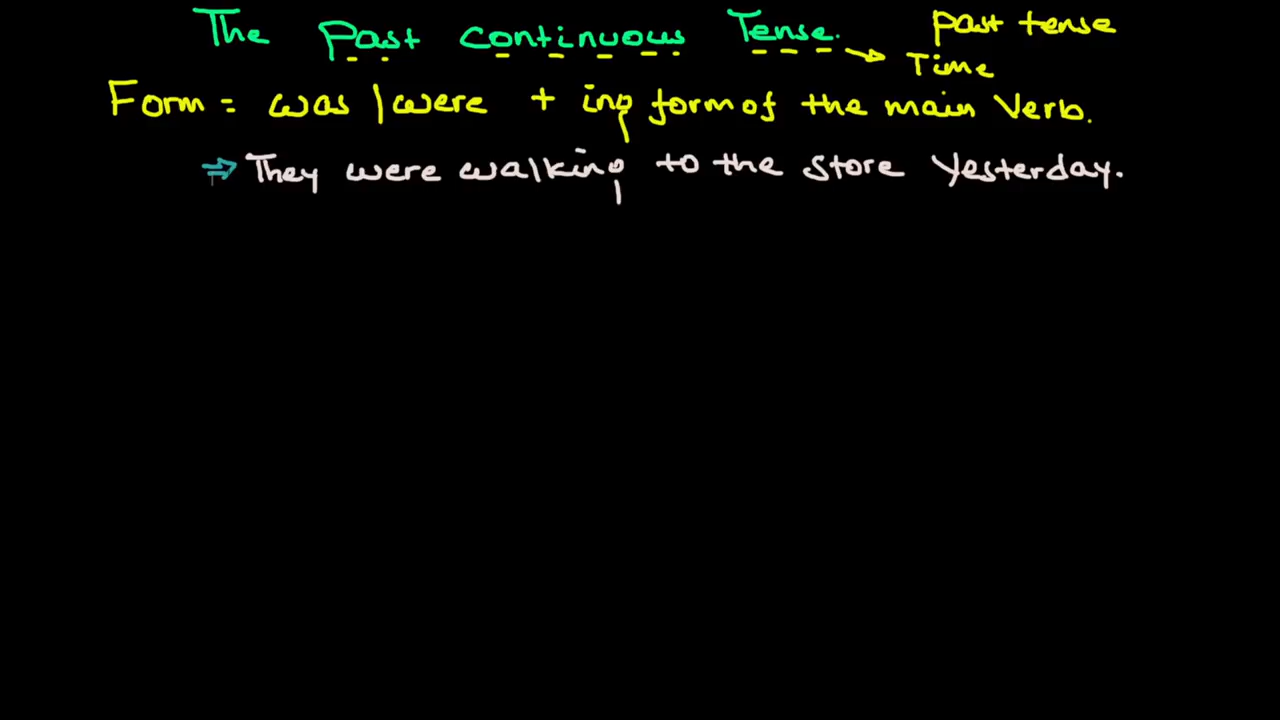 The Past continuous Tense. → Past tense
Time
Form = was | were + ing form of the main Verb.
⇒ They were walking to the store Yesterday.